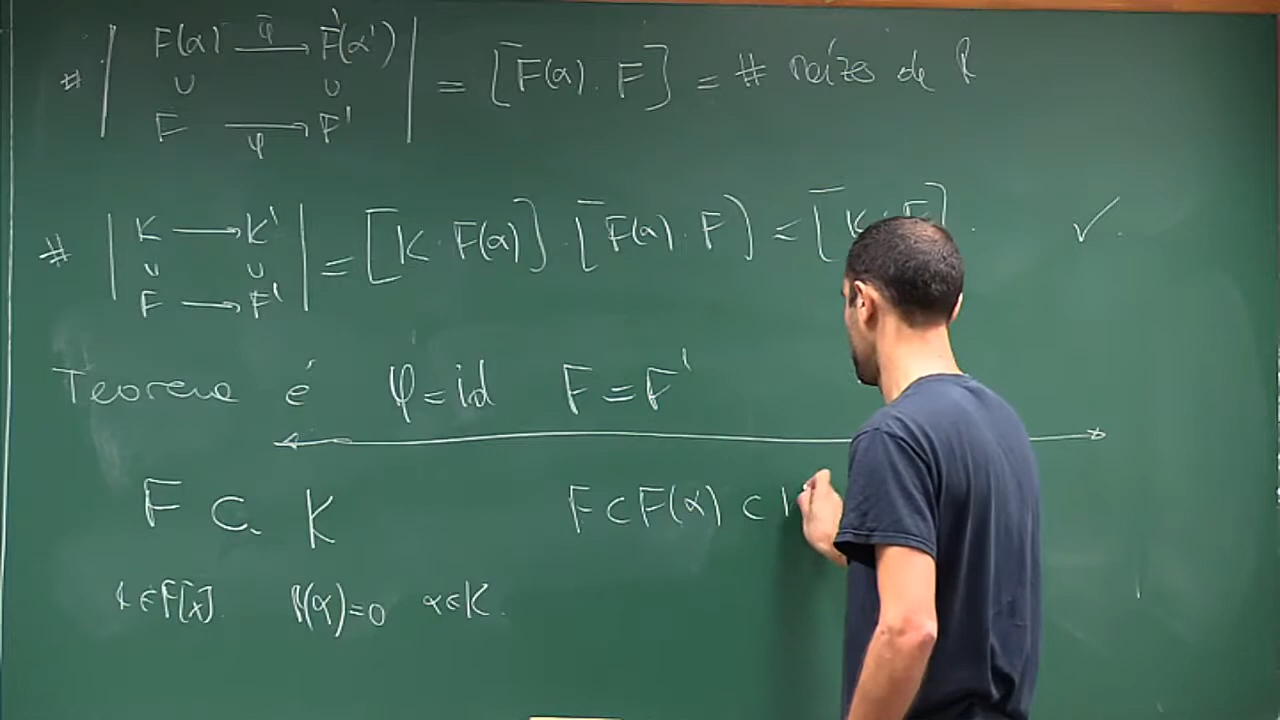 # | F(α) —φ̄→ F'(α') | = [F(α) : F] = # raízes de P
∪ ∪
F —φ→ F'
# | K → K' | = [K : F(α)] · [F(α) : F] = [K : F]. ✓.
∪ ∪
F → F'
Teorema é φ = id F = F'
F ⊂ K F ⊂ F(α) ⊂
∈ F[x]. P(α) = 0 α ∈ K.